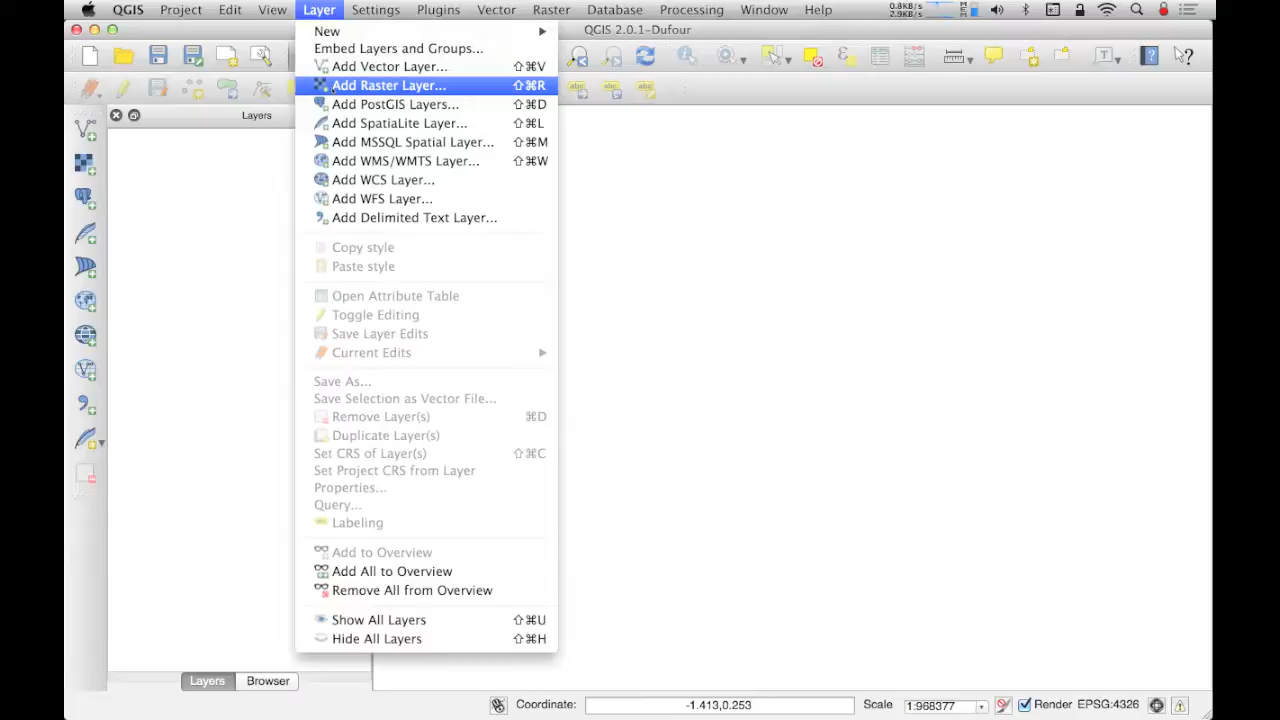 QGIS Project Edit View Layer Settings Plugins Vector Raster Database Processing Window Help 0.8KB/s
2.9KB/s
QGIS 2.0.1-Dufour
New
Embed Layers and Groups...
Add Vector Layer... ⇧⌘V
Add Raster Layer... ⇧⌘R
Add PostGIS Layers... ⇧⌘D
Add SpatiaLite Layer... ⇧⌘L
Add MSSQL Spatial Layer... ⇧⌘M
Add WMS/WMTS Layer... ⇧⌘W
Add WCS Layer...
Add WFS Layer...
Add Delimited Text Layer...
Copy style
Paste style
Open Attribute Table
Toggle Editing
Save Layer Edits
Current Edits
Save As...
Save Selection as Vector File...
Remove Layer(s) ⌘D
Duplicate Layer(s)
Set CRS of Layer(s) ⇧⌘C
Set Project CRS from Layer
Properties...
Query...
Labeling
Add to Overview
Add All to Overview
Remove All from Overview
Show All Layers ⇧⌘U
Hide All Layers ⇧⌘H
Layers
Layers Browser
Coordinate: -1.413,0.253 Scale 1:968377 Render EPSG:4326